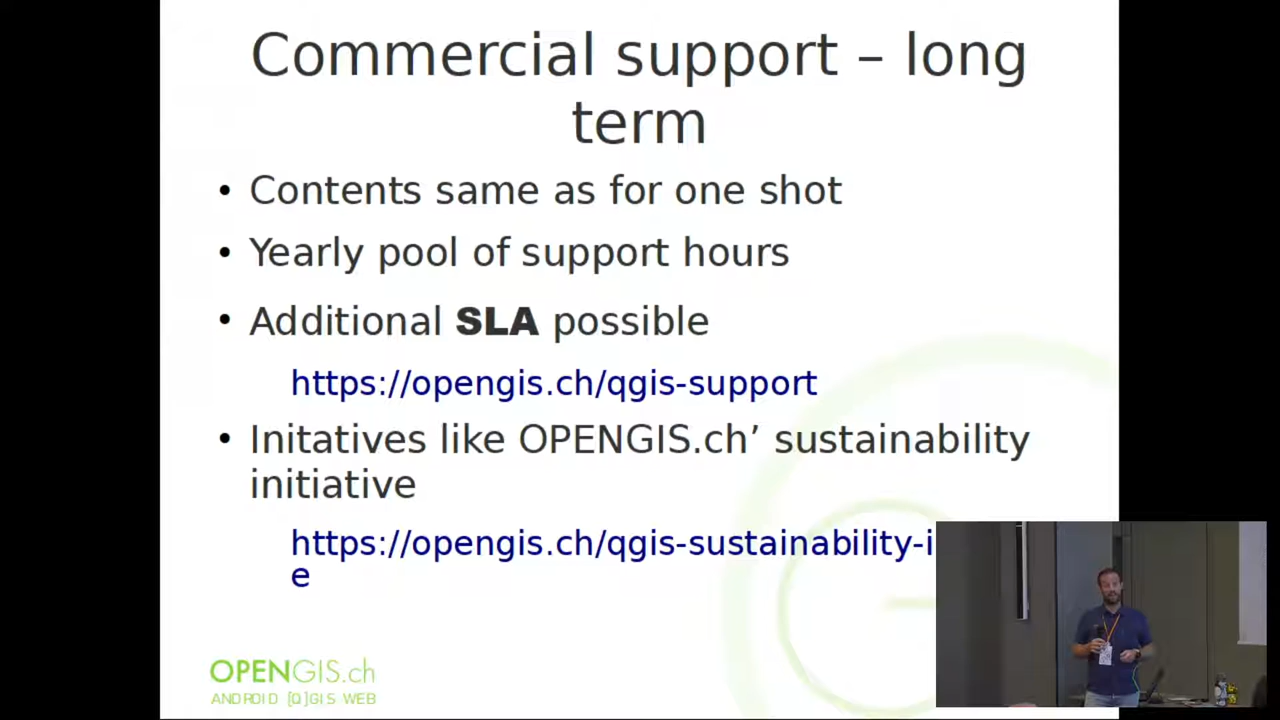 Commercial support – long
term
• Contents same as for one shot
• Yearly pool of support hours
• Additional SLA possible
https://opengis.ch/qgis-support
• Initatives like OPENGIS.ch’ sustainability
initiative
https://opengis.ch/qgis-sustainability-i
e
OPENGIS.ch
ANDROID [Q]GIS WEB